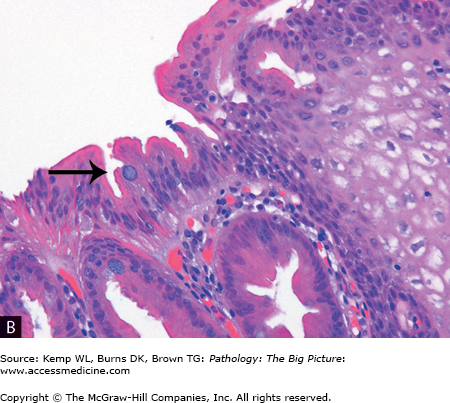 B
Source: Kemp WL, Burns DK, Brown TG: Pathology: The Big Picture:
www.accessmedicine.com
Copyright © The McGraw-Hill Companies, Inc. All rights reserved.